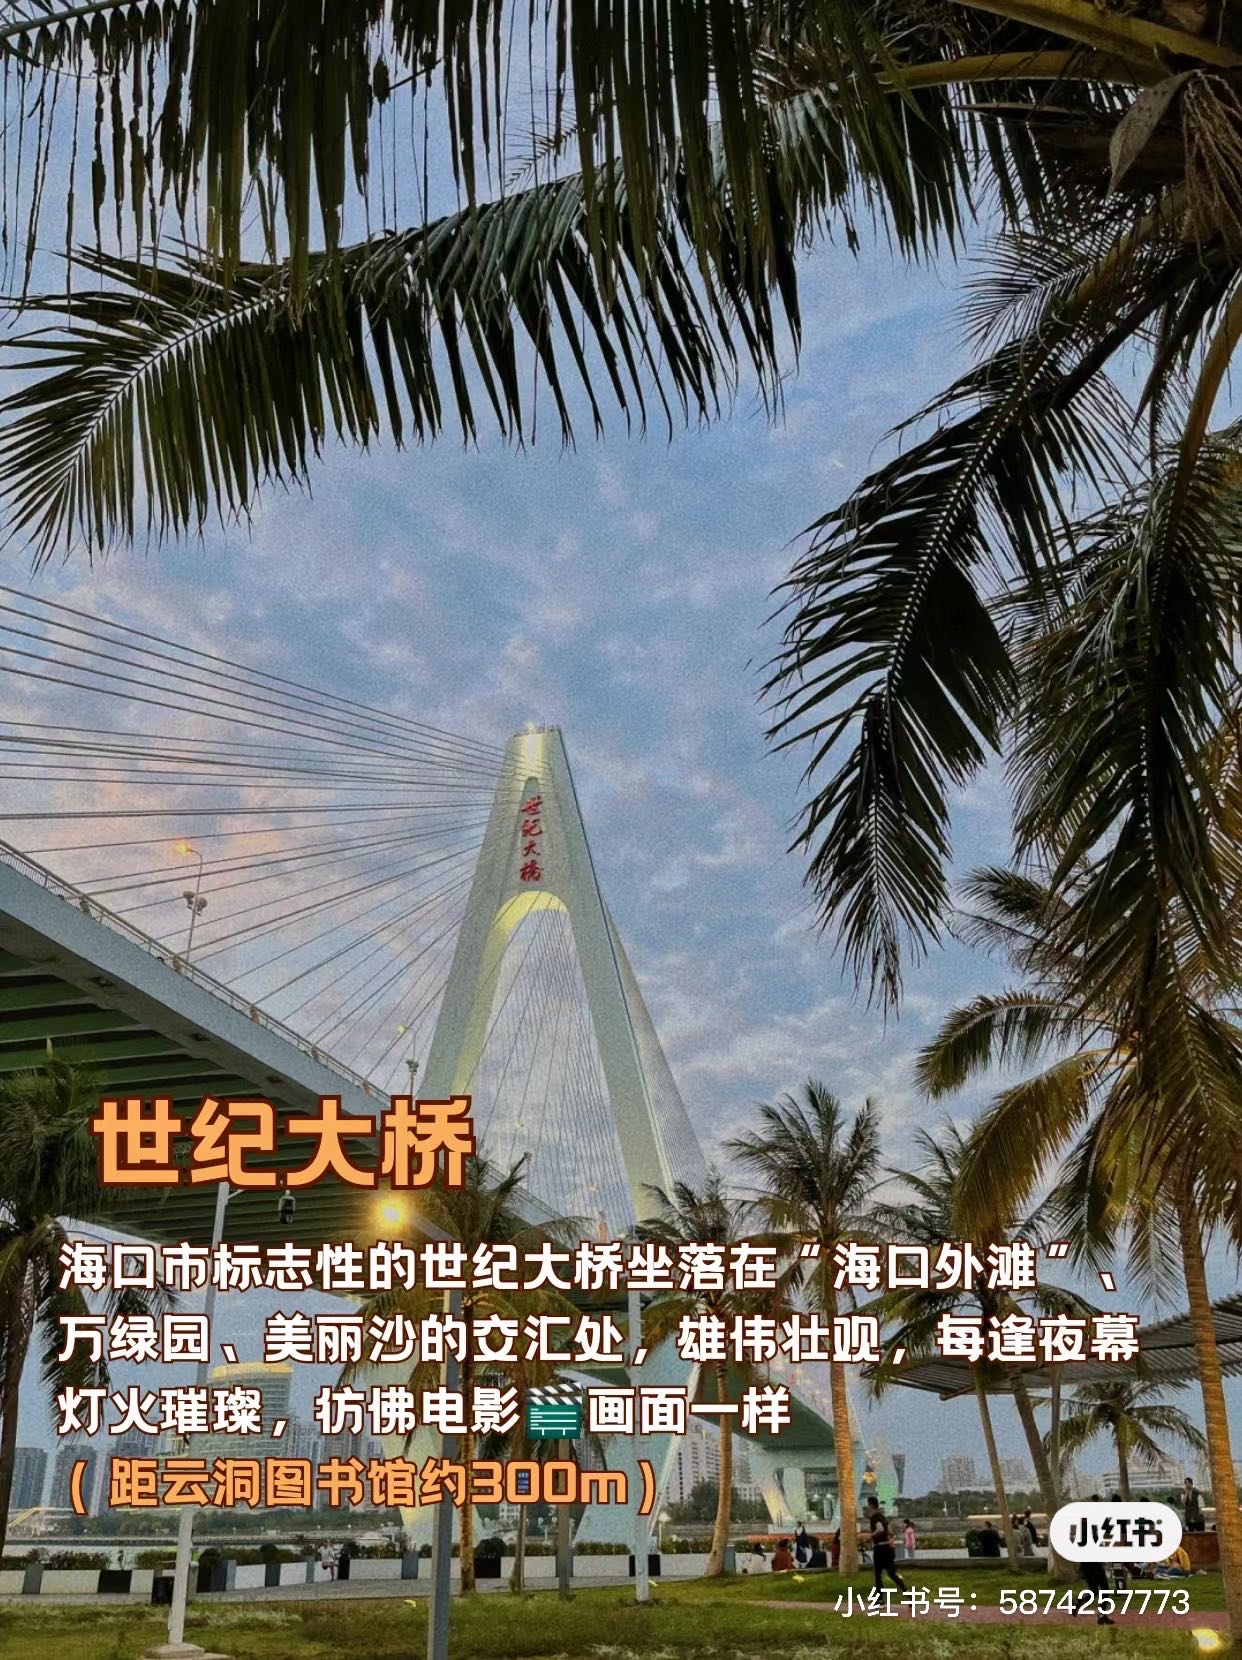 世纪大桥
世纪大桥
海口市标志性的世纪大桥坐落在“海口外滩”、
万绿园、美丽沙的交汇处，雄伟壮观，每逢夜幕
灯火璀璨，彷佛电影🎬画面一样
（距云洞图书馆约300m）
小红书
小红书号：5874257773